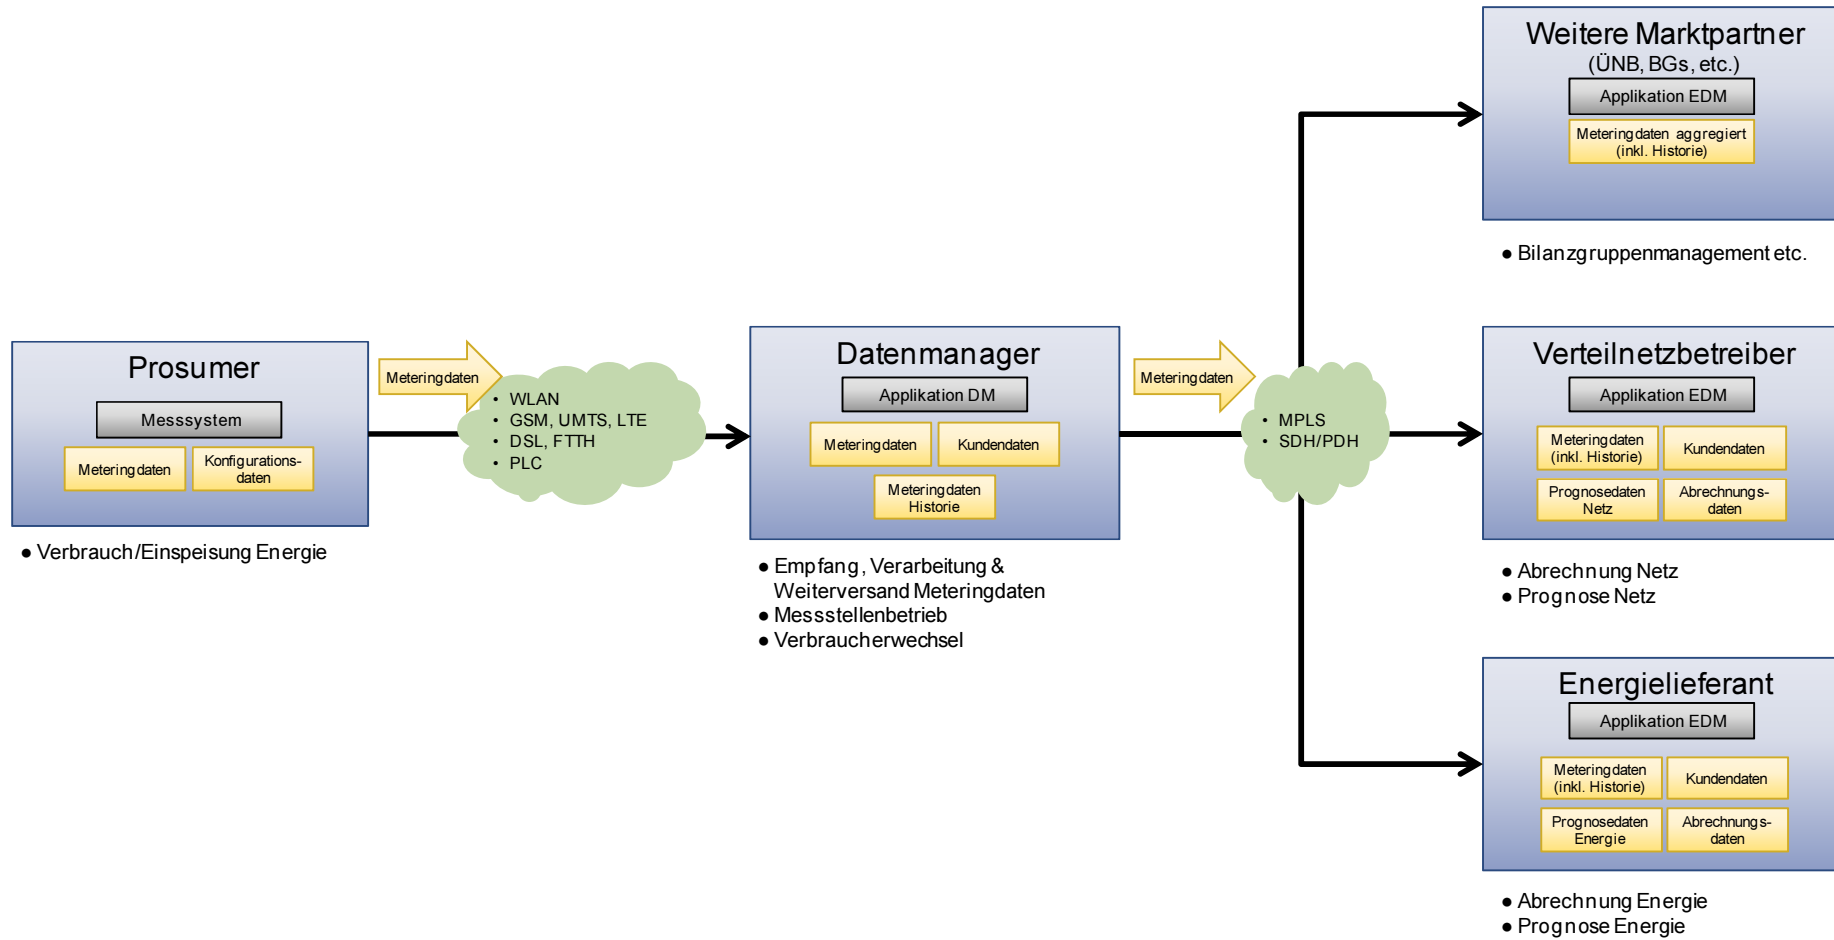 Prosumer
Messsystem
Meteringdaten
Konfigurations-
daten
● Verbrauch/Einspeisung Energie
Meteringdaten
• WLAN
• GSM, UMTS, LTE
• DSL, FTTH
• PLC
Datenmanager
Applikation DM
Meteringdaten
Kundendaten
Meteringdaten
Historie
● Empfang, Verarbeitung &
Weiterversand Meteringdaten
● Messstellenbetrieb
● Verbraucherwechsel
Meteringdaten
• MPLS
• SDH/PDH
Weitere Marktpartner
(ÜNB, BGs, etc.)
Applikation EDM
Meteringdaten aggregiert
(inkl. Historie)
● Bilanzgruppenmanagement etc.
Verteilnetzbetreiber
Applikation EDM
Meteringdaten
(inkl. Historie)
Kundendaten
Prognosedaten
Netz
Abrechnungs-
daten
● Abrechnung Netz
● Prognose Netz
Energielieferant
Applikation EDM
Meteringdaten
(inkl. Historie)
Kundendaten
Prognosedaten
Energie
Abrechnungs-
daten
● Abrechnung Energie
● Prognose Energie